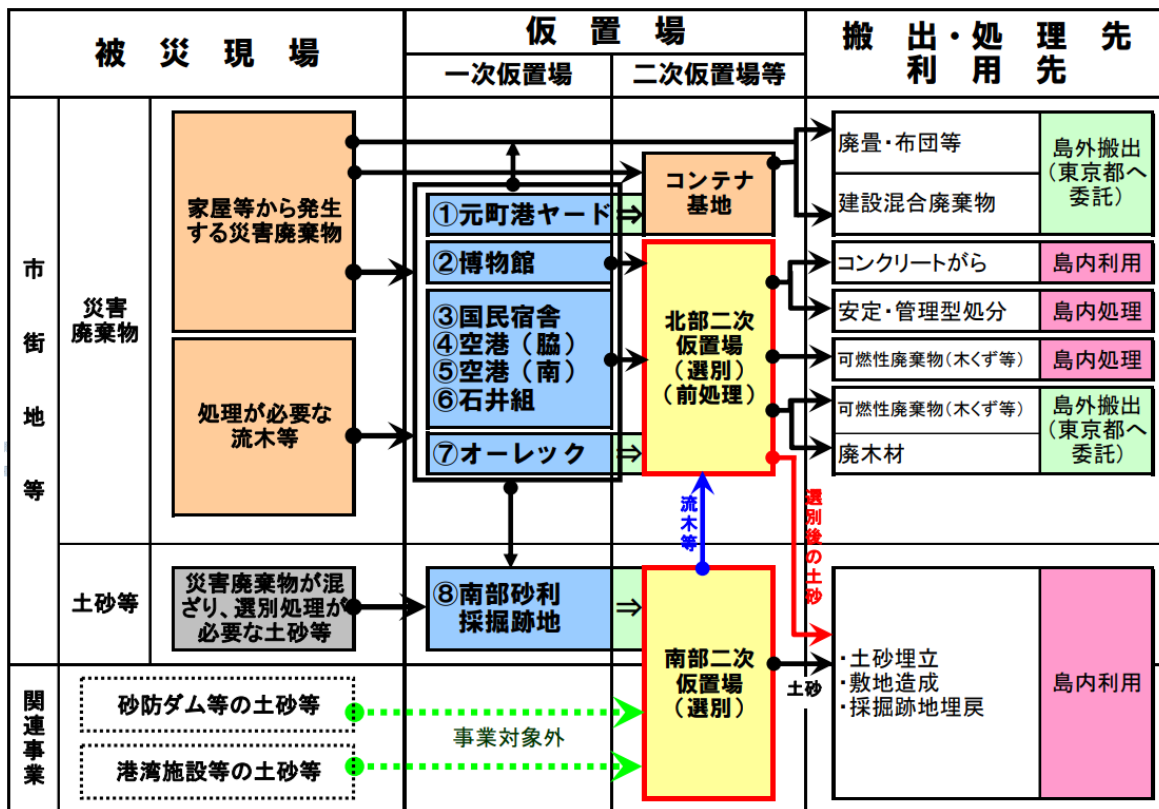 被災現場
仮置場
一次仮置場
二次仮置場等
搬出・処理先
利用先
市街地等
災害
廃棄物
家屋等から発生
する災害廃棄物
処理が必要な
流木等
①元町港ヤード
⇒
②博物館
③国民宿舎
④空港（脇）
⑤空港（南）
⑥石井組
⑦オーレック
⇒
コンテナ
基地
北部二次
仮置場
（選別）
（前処理）
廃畳・布団等
建設混合廃棄物
島外搬出
（東京都へ
委託）
コンクリートがら
島内利用
安定・管理型処分
島内処理
可燃性廃棄物（木くず等）
島内処理
可燃性廃棄物（木くず等）
廃木材
島外搬出
（東京都へ
委託）
流木等
選別後の土砂
土砂等
災害廃棄物が混
ざり、選別処理が
必要な土砂等
⑧南部砂利
採掘跡地
⇒
南部二次
仮置場
（選別）
土砂
・土砂埋立
・敷地造成
・採掘跡地埋戻
島内利用
関連事業
砂防ダム等の土砂等
事業対象外
港湾施設等の土砂等